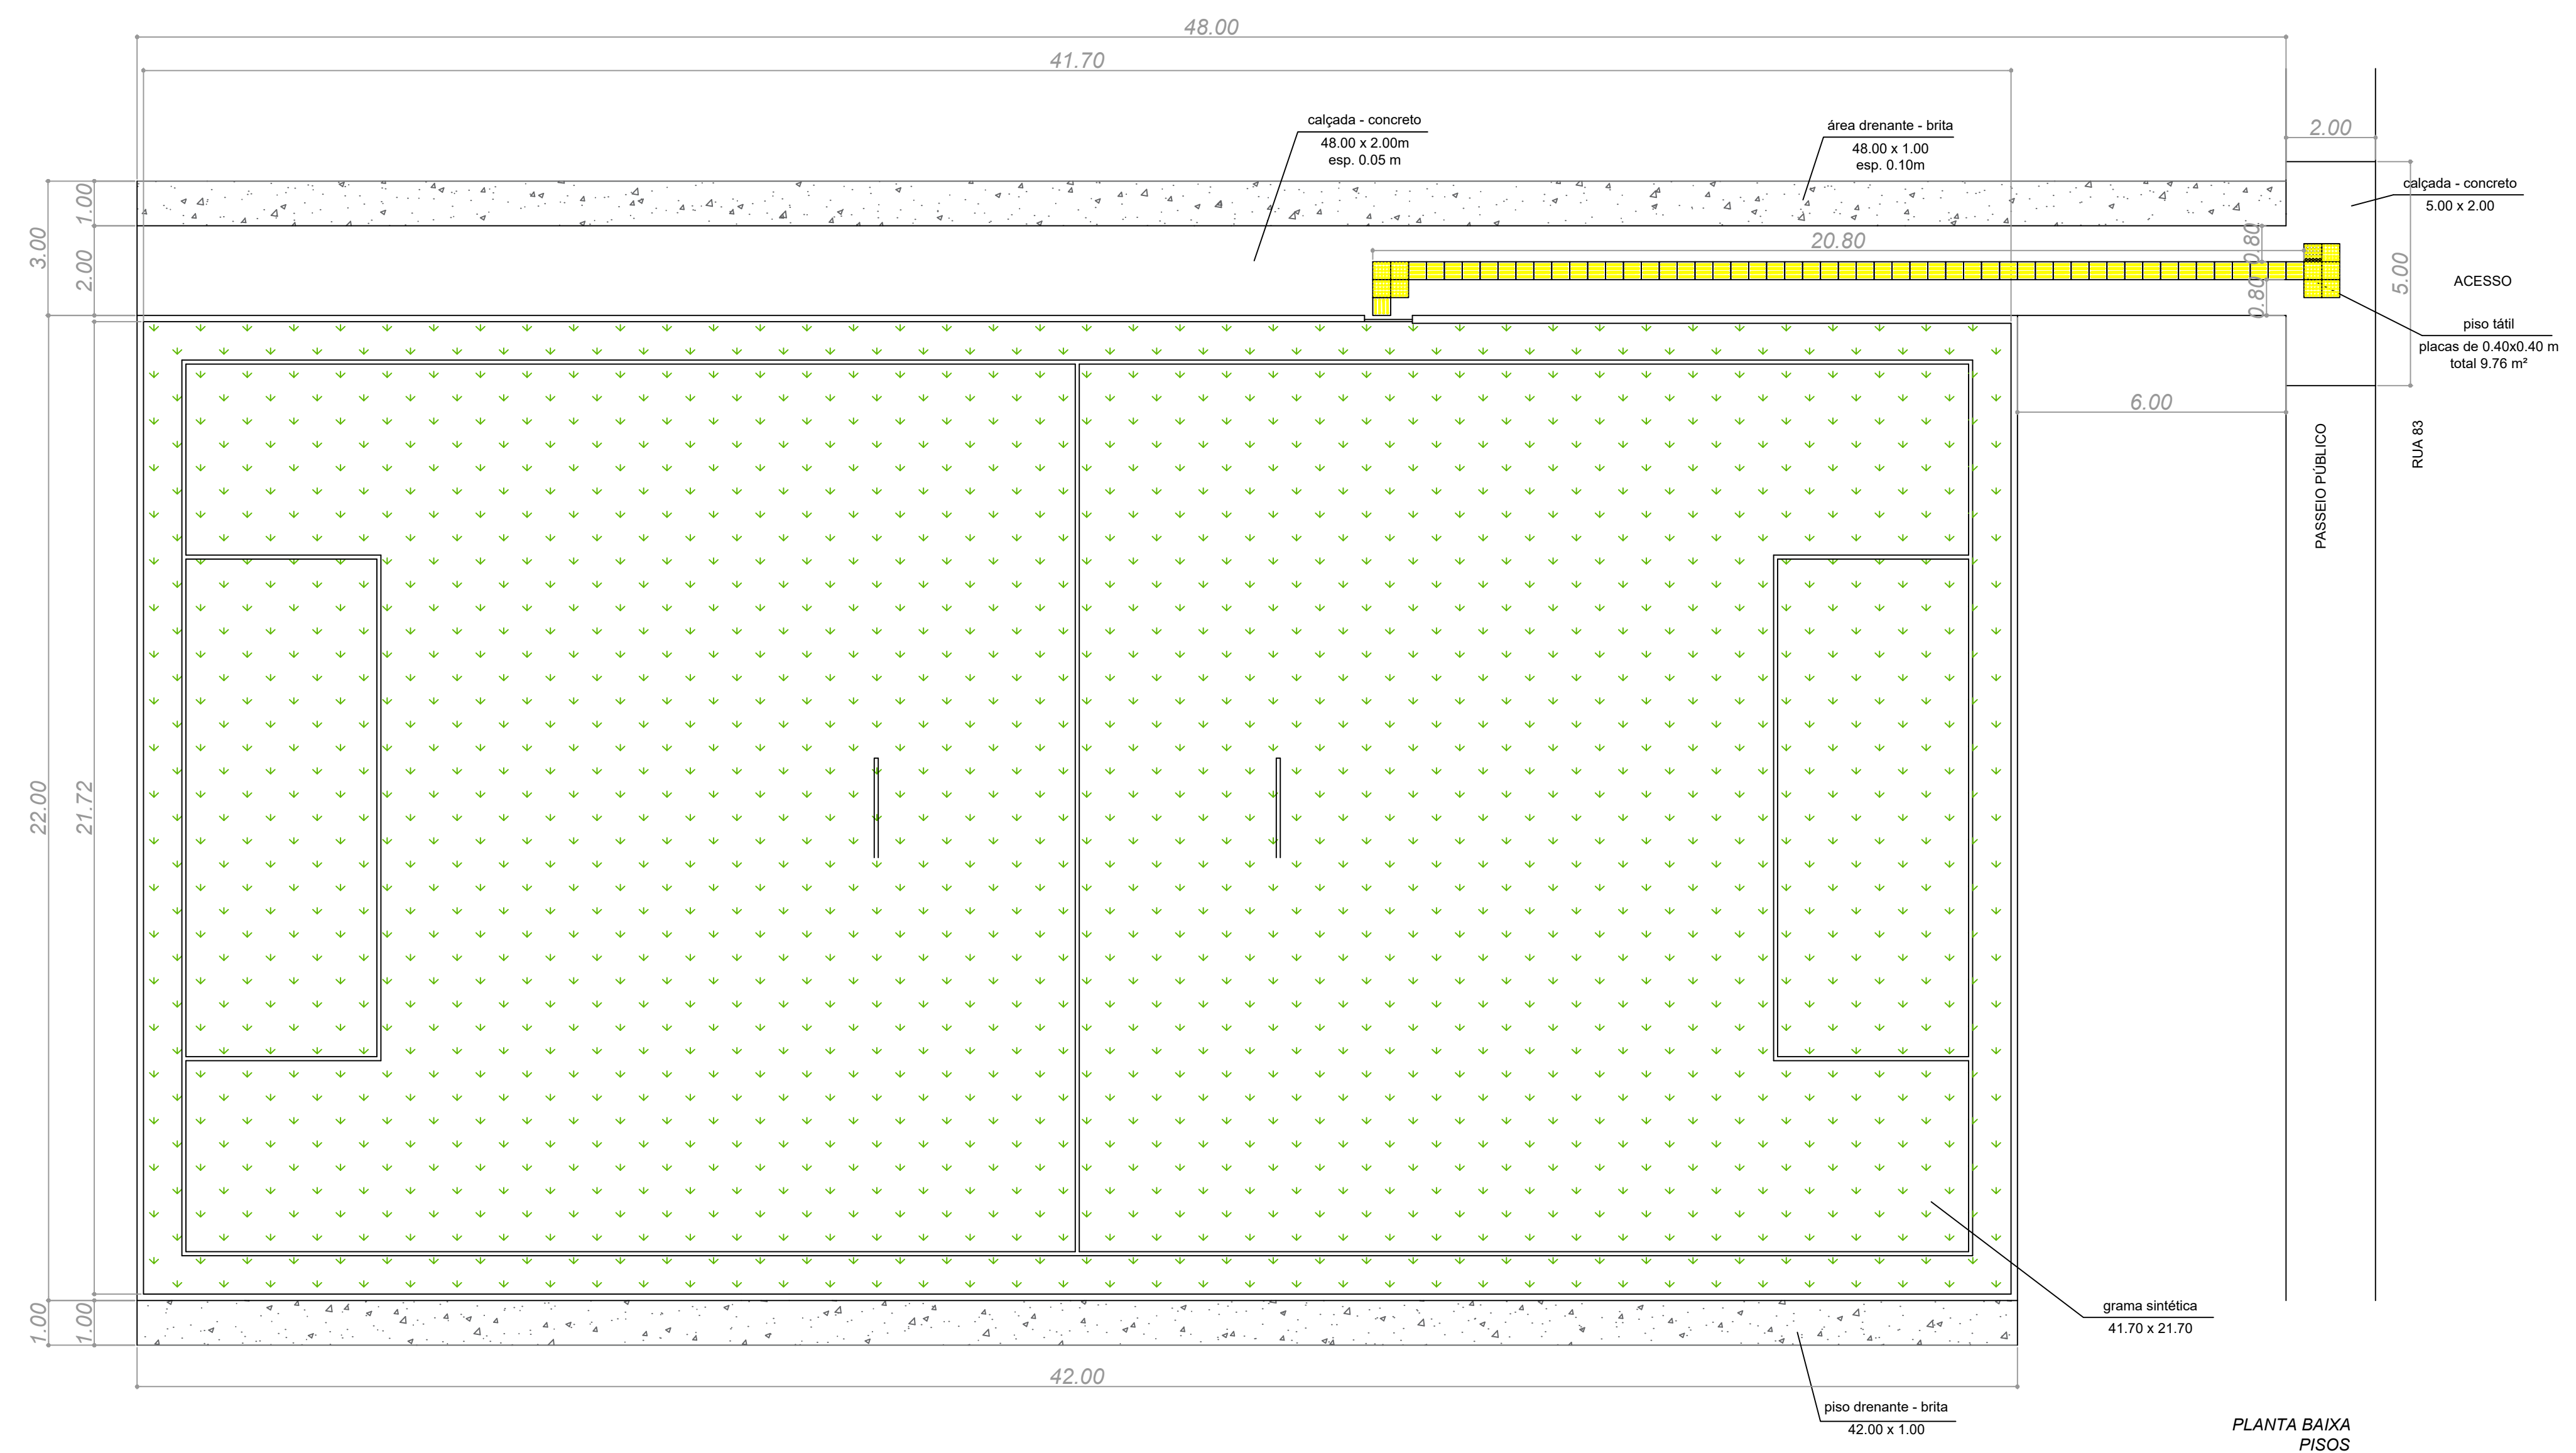 48.00
41.70
calçada - concreto
48.00 x 2.00m
esp. 0.05 m
área drenante - brita
48.00 x 1.00
esp. 0.10m
2.00
calçada - concreto
5.00 x 2.00
1.00
3.00
2.00
20.80
0.80
0.80
5.00
ACESSO
piso tátil
placas de 0.40x0.40 m
total 9.76 m²
6.00
PASSEIO PÚBLICO
RUA 83
22.00
21.72
grama sintética
41.70 x 21.70
1.00
1.00
42.00
piso drenante - brita
42.00 x 1.00
PLANTA BAIXA
PISOS